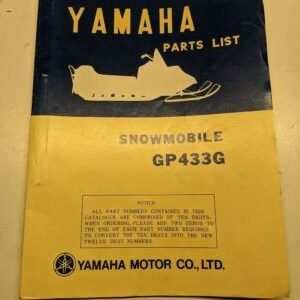 YAMAHA
PARTS LIST
SNOWMOBILE
GP433G
NOTICE
ALL PART NUMBERS CONTAINED IN THIS
CATALOGUE ARE COMPRISED OF TEN DIGITS.
WHEN ORDERING, PLEASE ADD TWO ZEROS TO
THE END OF EACH PART NUMBER REQUIRED
TO CONVERT THE TEN DIGITS INTO THE NEW
TWELVE DIGIT NUMBERS.
YAMAHA MOTOR CO., LTD.